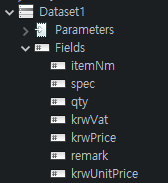 Dataset1
Parameters
Fields
itemNm
spec
qty
krwVat
krwPrice
remark
krwUnitPrice